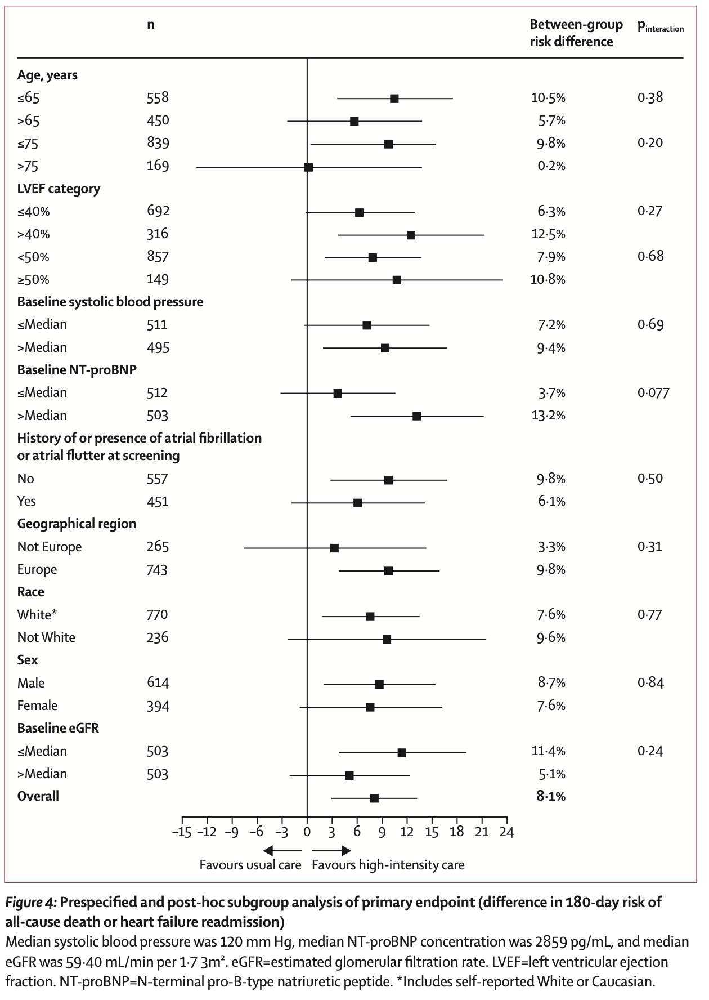 n Between-group p interaction
risk difference
Age, years
≤65 558 10·5% 0·38
>65 450 5·7%
≤75 839 9·8% 0·20
>75 169 0·2%
LVEF category
≤40% 692 6·3% 0·27
>40% 316 12·5%
<50% 857 7·9% 0·68
≥50% 149 10·8%
Baseline systolic blood pressure
≤Median 511 7·2% 0·69
>Median 495 9·4%
Baseline NT-proBNP
≤Median 512 3·7% 0·077
>Median 503 13·2%
History of or presence of atrial fibrillation
or atrial flutter at screening
No 557 9·8% 0·50
Yes 451 6·1%
Geographical region
Not Europe 265 3·3% 0·31
Europe 743 9·8%
Race
White* 770 7·6% 0·77
Not White 236 9·6%
Sex
Male 614 8·7% 0·84
Female 394 7·6%
Baseline eGFR
≤Median 503 11·4% 0·24
>Median 503 5·1%
Overall 8·1%
−15 −12 −9 −6 −3 0 3 6 9 12 15 18 21 24
Favours usual care Favours high-intensity care
Figure 4: Prespecified and post-hoc subgroup analysis of primary endpoint (difference in 180-day risk of
all-cause death or heart failure readmission)
Median systolic blood pressure was 120 mm Hg, median NT-proBNP concentration was 2859 pg/mL, and median
eGFR was 59·40 mL/min per 1·7 3m². eGFR=estimated glomerular filtration rate. LVEF=left ventricular ejection
fraction. NT-proBNP=N-terminal pro-B-type natriuretic peptide. *Includes self-reported White or Caucasian.